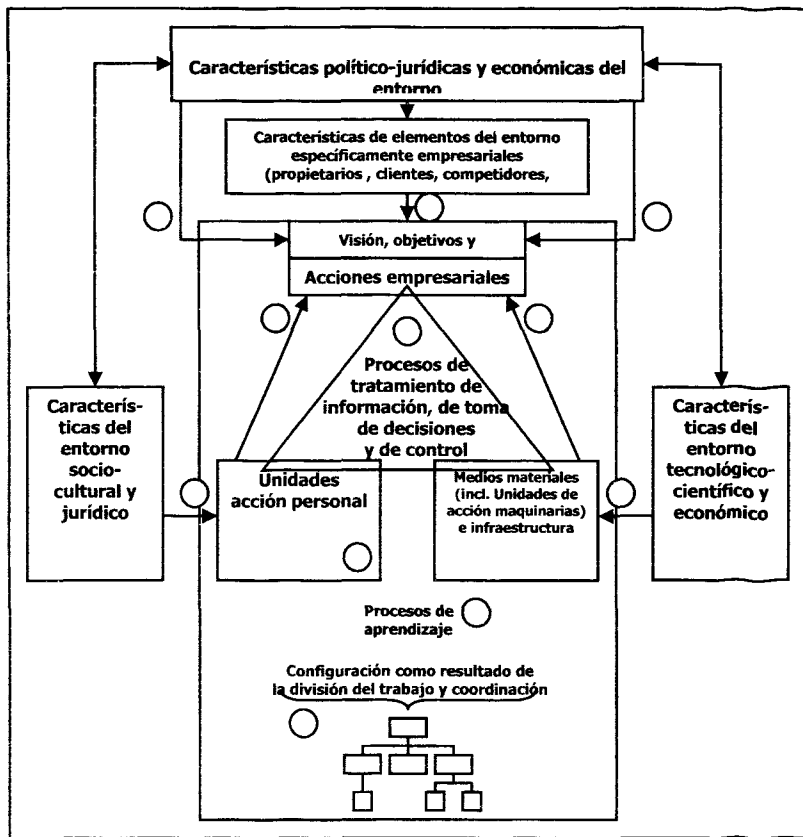 Características político-jurídicas y económicas del
entorno
Características de elementos del entorno
específicamente empresariales
(propietarios , clientes, competidores,
Visión, objetivos y
Acciones empresariales
Procesos de
tratamiento de
información, de toma
de decisiones
y de control
Caracterís-
ticas del
entorno
socio-
cultural y
jurídico
Unidades
acción personal
Medios materiales
(incl. Unidades de
acción maquinarias)
e infraestructura
Caracterís-
ticas del
entorno
tecnológico-
científico y
económico
Procesos de
aprendizaje
Configuración como resultado de
la división del trabajo y coordinación